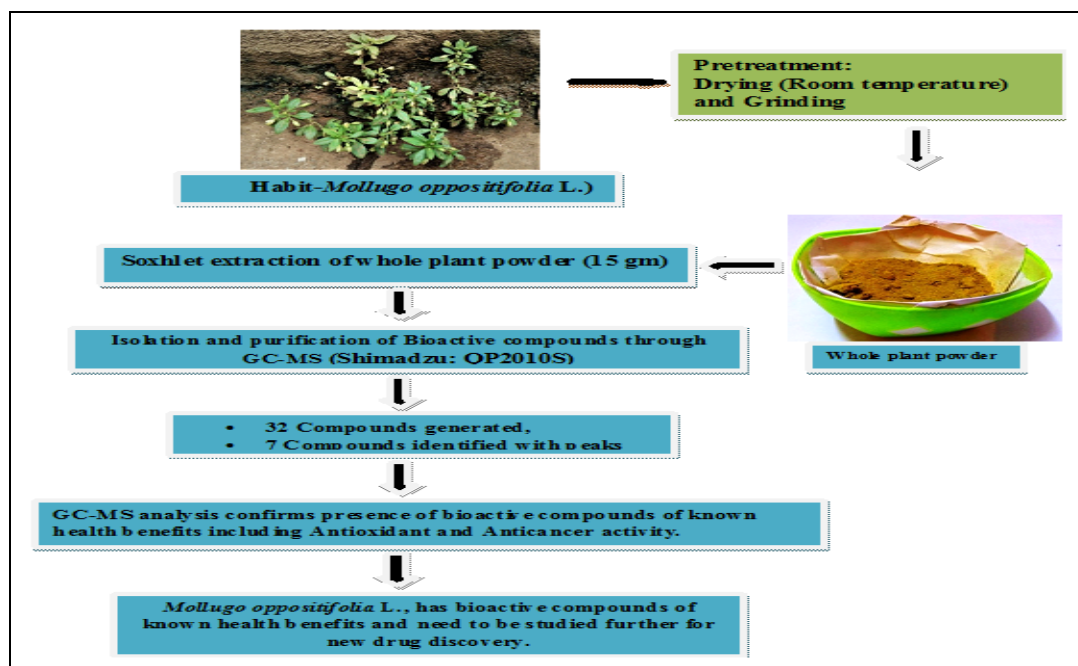 Pretreatment:
Drying (Room temperature)
and Grinding
Habit-Mollugo oppositifolia L.)
Soxhlet extraction of whole plant powder (15 gm)
Whole plant powder
Isolation and purification of Bioactive compounds through
GC-MS (Shimadzu: QP2010S)
• 32 Compounds generated,
• 7 Compounds identified with peaks
GC-MS analysis confirms presence of bioactive compounds of known
health benefits including Antioxidant and Anticancer activity.
Mollugo oppositifolia L., has bioactive compounds of
known health benefits and need to be studied further for
new drug discovery.